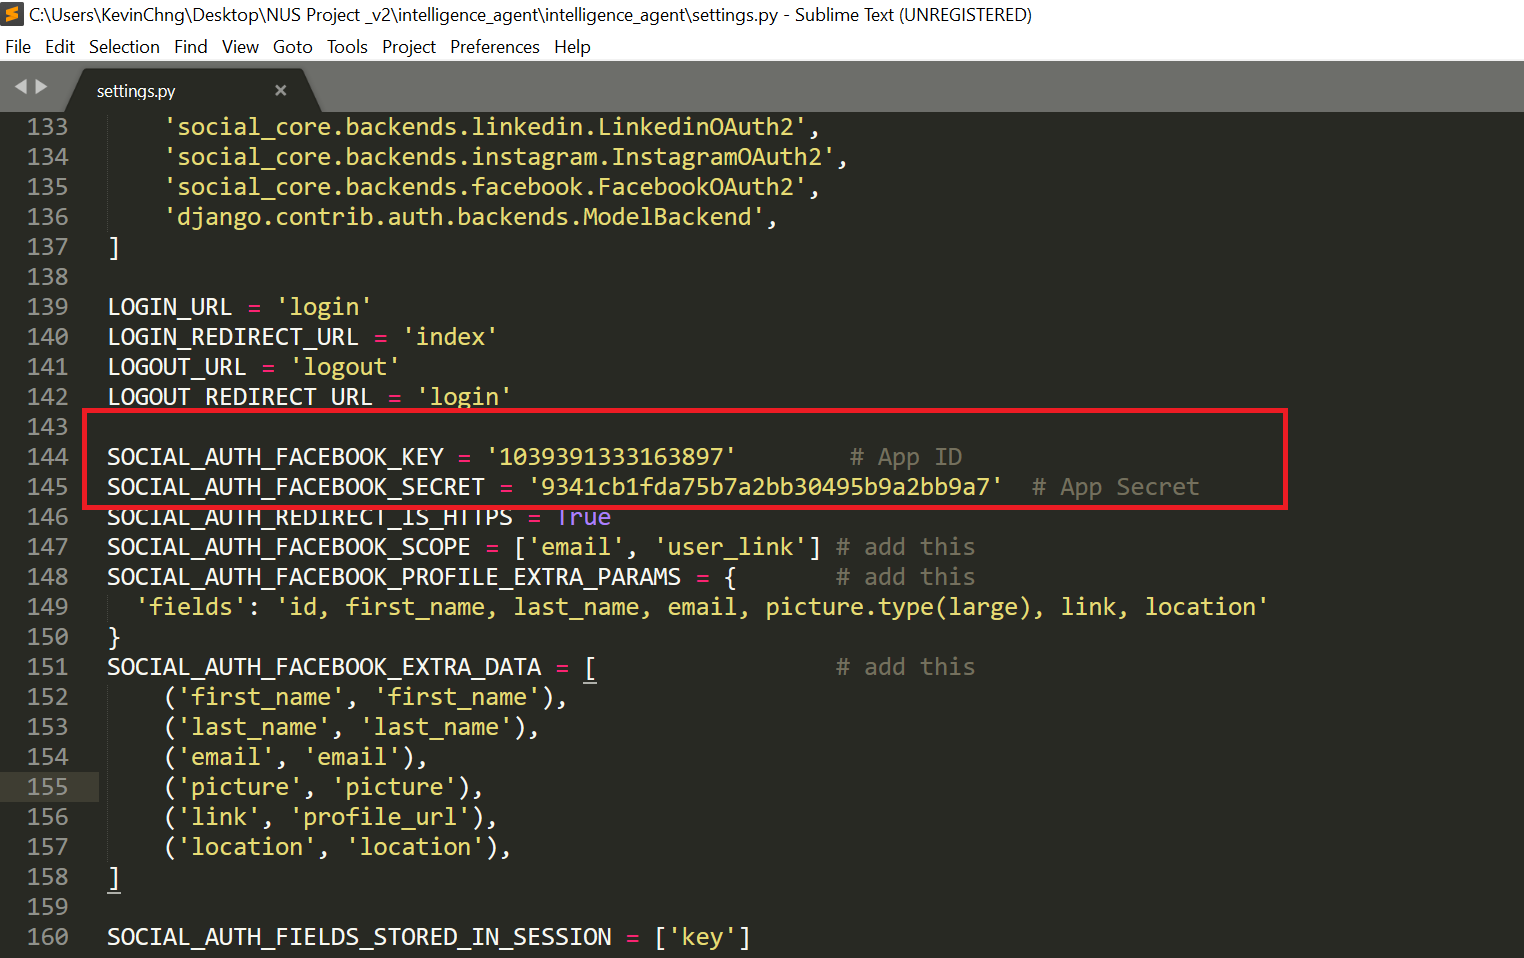 C:\Users\KevinChng\Desktop\NUS Project _v2\intelligence_agent\intelligence_agent\settings.py - Sublime Text (UNREGISTERED)
File Edit Selection Find View Goto Tools Project Preferences Help
settings.py ×
133 'social_core.backends.linkedin.LinkedinOAuth2',
134 'social_core.backends.instagram.InstagramOAuth2',
135 'social_core.backends.facebook.FacebookOAuth2',
136 'django.contrib.auth.backends.ModelBackend',
137 ]
138
139 LOGIN_URL = 'login'
140 LOGIN_REDIRECT_URL = 'index'
141 LOGOUT_URL = 'logout'
142 LOGOUT_REDIRECT_URL = 'login'
143
144 SOCIAL_AUTH_FACEBOOK_KEY = '1039391333163897' # App ID
145 SOCIAL_AUTH_FACEBOOK_SECRET = '9341cb1fda75b7a2bb30495b9a2bb9a7' # App Secret
146 SOCIAL_AUTH_REDIRECT_IS_HTTPS = True
147 SOCIAL_AUTH_FACEBOOK_SCOPE = ['email', 'user_link'] # add this
148 SOCIAL_AUTH_FACEBOOK_PROFILE_EXTRA_PARAMS = { # add this
149 'fields': 'id, first_name, last_name, email, picture.type(large), link, location'
150 }
151 SOCIAL_AUTH_FACEBOOK_EXTRA_DATA = [ # add this
152 ('first_name', 'first_name'),
153 ('last_name', 'last_name'),
154 ('email', 'email'),
155 ('picture', 'picture'),
156 ('link', 'profile_url'),
157 ('location', 'location'),
158 ]
159
160 SOCIAL_AUTH_FIELDS_STORED_IN_SESSION = ['key']